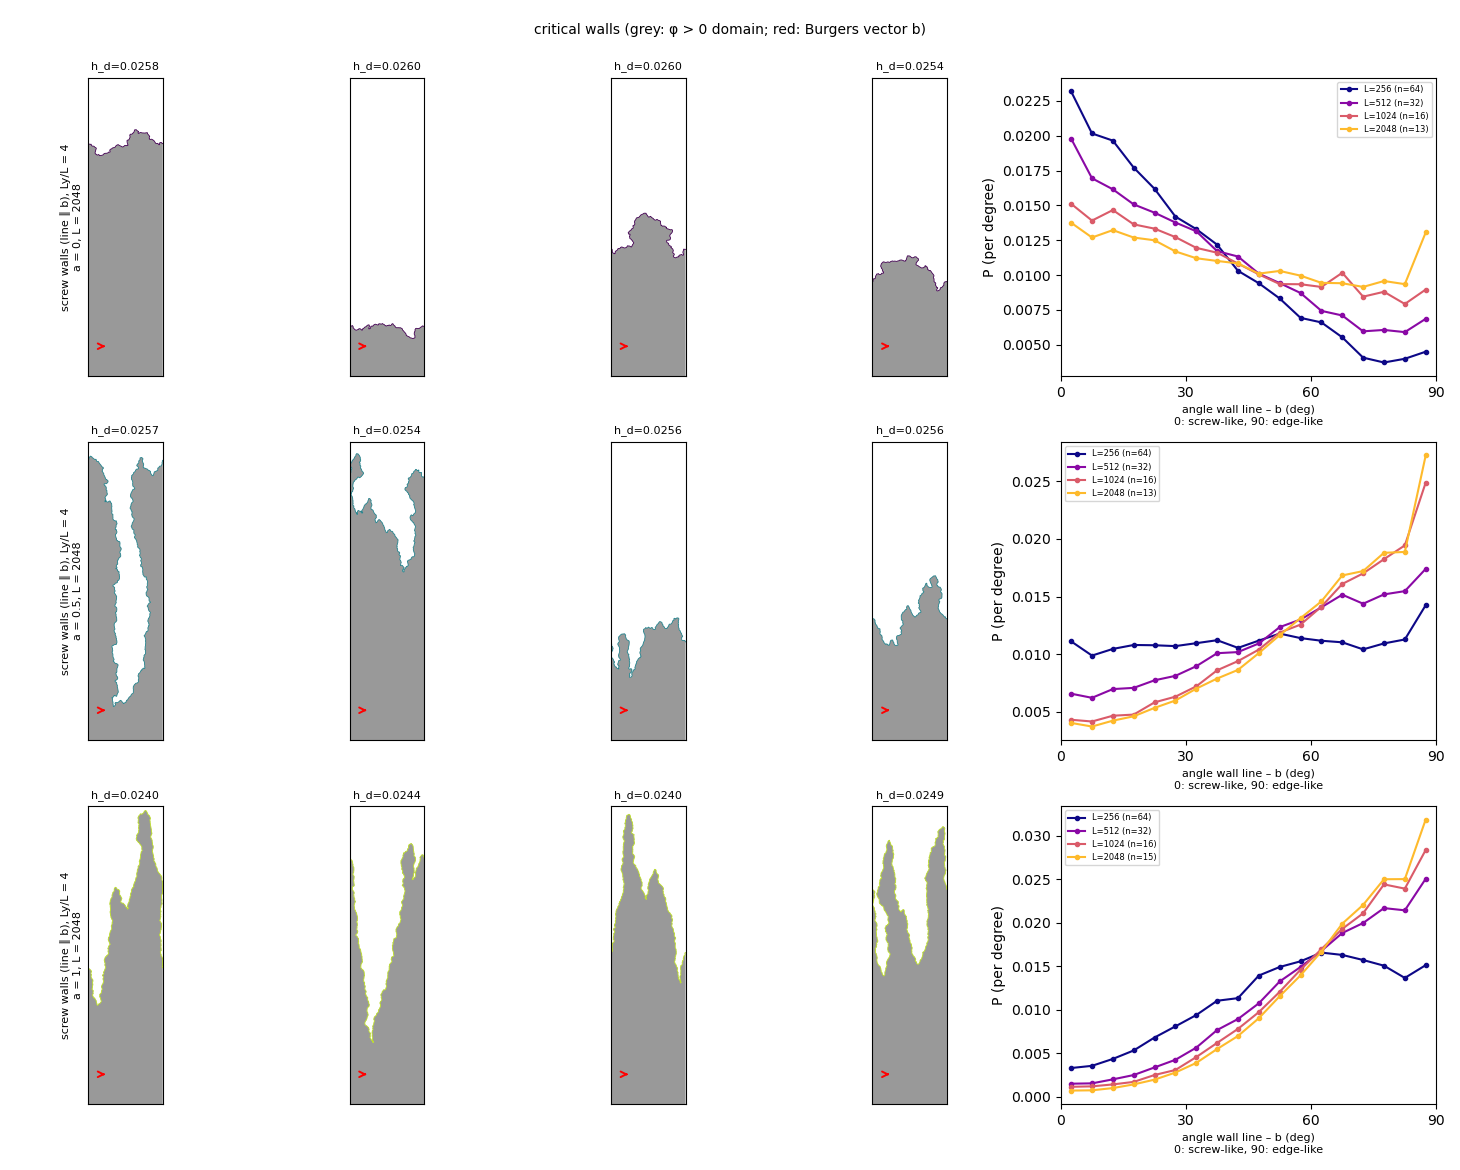 critical walls (grey: φ > 0 domain; red: Burgers vector b)
screw walls (line ∥ b), Ly/L = 4
a = 0, L = 2048
h_d=0.0258
h_d=0.0260
h_d=0.0260
h_d=0.0254
P (per degree)
0.0225
0.0200
0.0175
0.0150
0.0125
0.0100
0.0075
0.0050
L=256 (n=64)
L=512 (n=32)
L=1024 (n=16)
L=2048 (n=13)
0
30
60
90
angle wall line – b (deg)
0: screw-like, 90: edge-like
screw walls (line ∥ b), Ly/L = 4
a = 0.5, L = 2048
h_d=0.0257
h_d=0.0254
h_d=0.0256
h_d=0.0256
P (per degree)
0.025
0.020
0.015
0.010
0.005
L=256 (n=64)
L=512 (n=32)
L=1024 (n=16)
L=2048 (n=13)
0
30
60
90
angle wall line – b (deg)
0: screw-like, 90: edge-like
screw walls (line ∥ b), Ly/L = 4
a = 1, L = 2048
h_d=0.0240
h_d=0.0244
h_d=0.0240
h_d=0.0249
P (per degree)
0.030
0.025
0.020
0.015
0.010
0.005
0.000
L=256 (n=64)
L=512 (n=32)
L=1024 (n=16)
L=2048 (n=15)
0
30
60
90
angle wall line – b (deg)
0: screw-like, 90: edge-like